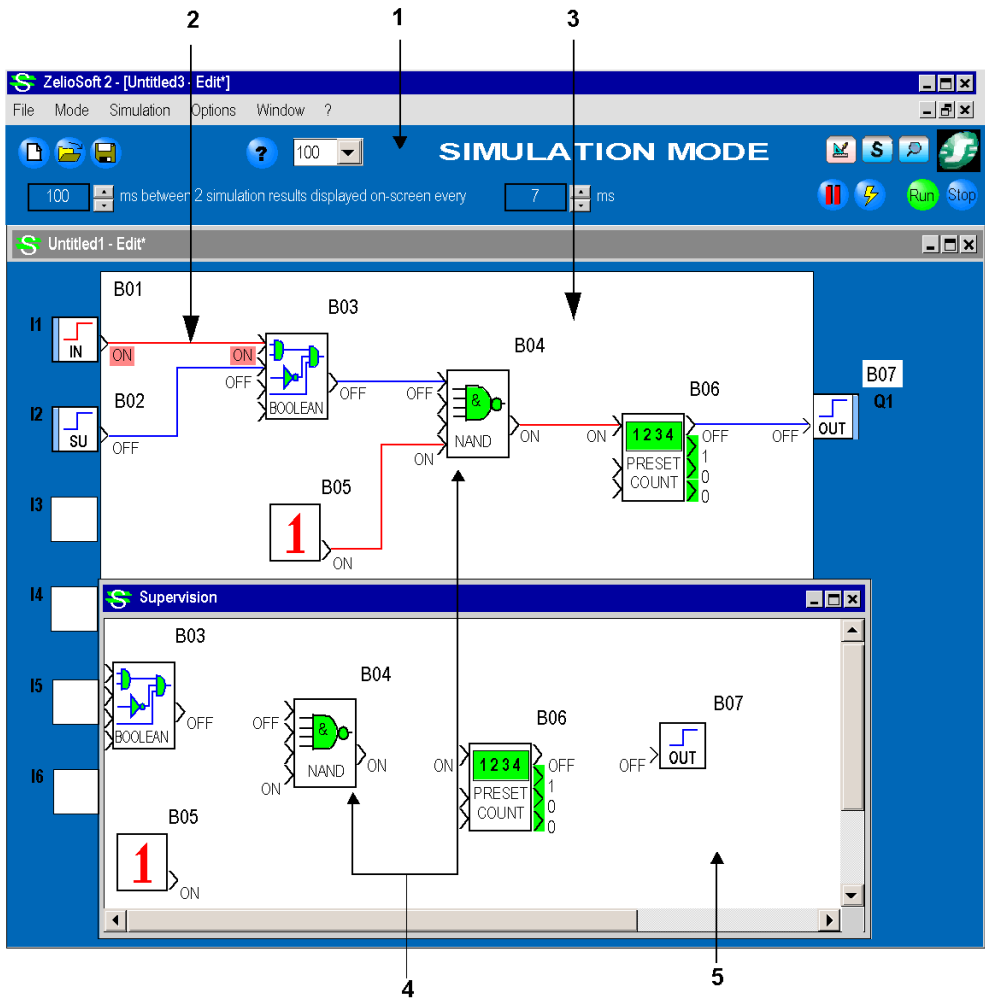 2 1 3
ZelioSoft 2 - [Untitled3 - Edit*]
File Mode Simulation Options Window ?
? 100 SIMULATION MODE S
100 ms between 2 simulation results displayed on-screen every 7 ms Run Stop
Untitled1 - Edit*
B01
B03
I1 IN ON ON
B04
OFF
B07
I2 SU B02 OFF
BOOLEAN OFF
OFF & NAND ON
B06
ON 1234 OFF
OFF OUT Q1
ON
PRESET 1
COUNT 0
0
I3
B05
1 ON
I4
Supervision
B03
B04
B07
I5
BOOLEAN OFF
OFF & NAND ON
ON
B06
ON 1234 OFF
PRESET 1
COUNT 0
0
OFF OUT
I6
B05
1 ON
4 5